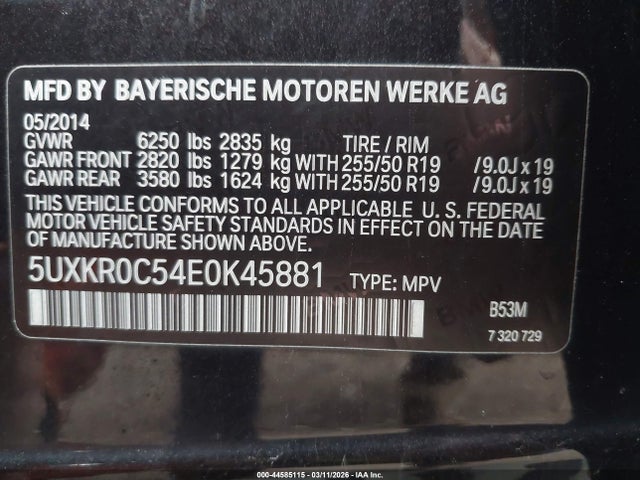 MFD BY BAYERISCHE MOTOREN WERKE AG
05/2014
GVWR 6250 lbs 2835 kg TIRE / RIM
GAWR FRONT 2820 lbs 1279 kg WITH 255/50 R19 /9.0J x 19
GAWR REAR 3580 lbs 1624 kg WITH 255/50 R19 /9.0J x 19
THIS VEHICLE CONFORMS TO ALL APPLICABLE U. S. FEDERAL
MOTOR VEHICLE SAFETY STANDARDS IN EFFECT ON THE DATE OF
MANUFACTURE SHOWN ABOVE.
5UXKR0C54E0K45881 TYPE: MPV
B53M
7 320 729
000-44585115 - 03/11/2026 - IAA Inc.